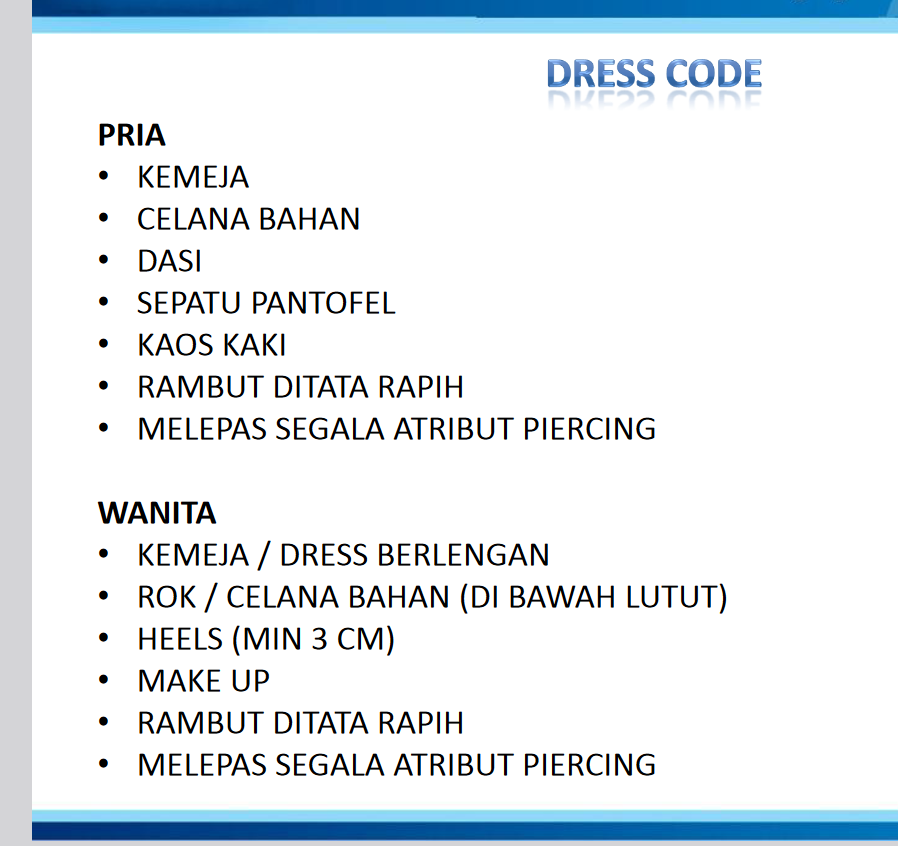 DRESS CODE
PRIA
• KEMEJA
• CELANA BAHAN
• DASI
• SEPATU PANTOFEL
• KAOS KAKI
• RAMBUT DITATA RAPIH
• MELEPAS SEGALA ATRIBUT PIERCING
WANITA
• KEMEJA / DRESS BERLENGAN
• ROK / CELANA BAHAN (DI BAWAH LUTUT)
• HEELS (MIN 3 CM)
• MAKE UP
• RAMBUT DITATA RAPIH
• MELEPAS SEGALA ATRIBUT PIERCING